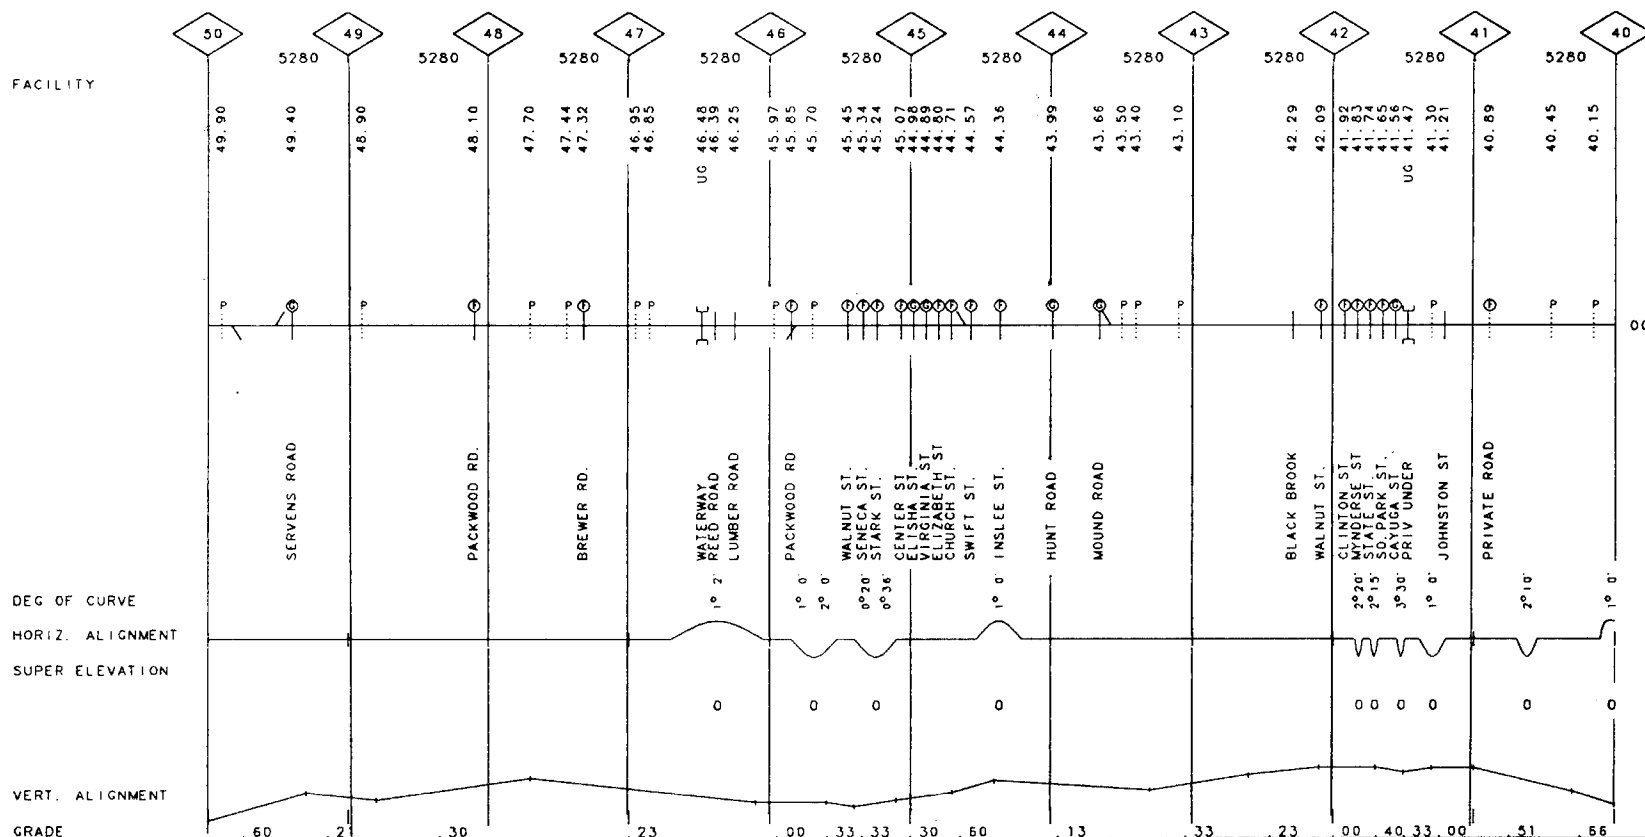 50 49 48 47 46 45 44 43 42 41 40
5280 5280 5280 5280 5280 5280 5280 5280 5280 5280
FACILITY
49.90 49.40 48.90 48.10 47.70 47.44 47.32 46.95 46.85 46.48 46.39 46.25 45.97 45.85 45.70 45.45 45.34 45.24 45.07 44.98 44.89 44.80 44.71 44.57 44.36 43.99 43.66 43.50 43.40 43.10 42.29 42.09 41.92 41.83 41.74 41.65 41.56 41.47 41.30 41.21 40.89 40.45 40.15
UG UG
P G P F P P F P P P F P F F F F G G F F F F G G P P P F F F F F G P F P P
00
SERVENS ROAD
PACKWOOD RD.
BREWER RD.
WATERWAY
REED ROAD
LUMBER ROAD
PACKWOOD RD
WALNUT ST.
SENECA ST.
STARK ST.
CENTER ST
ELISHA ST.
VIRGINIA ST
ELIZABETH ST
CHURCH ST.
SWIFT ST.
INSLEE ST.
HUNT ROAD
MOUND ROAD
BLACK BROOK
WALNUT ST.
CLINTON ST
MYNDERSE ST
STATE ST.
SO.PARK ST.
CAYUGA ST.
PRIV UNDER
JOHNSTON ST
PRIVATE ROAD
DEG OF CURVE
1° 2' 1° 0' 2° 0' 0°20' 0°36' 1° 0' 2°20' 2°15' 3°30' 1° 0' 2°10' 1° 0'
HORIZ. ALIGNMENT
SUPER ELEVATION
0 0 0 0 0 0 0 0 0 0
VERT. ALIGNMENT
GRADE .60 .21 .30 .23 .00 .33 .33 .30 .60 .13 .33 .23 .00 .40 .33 .00 .51 .66